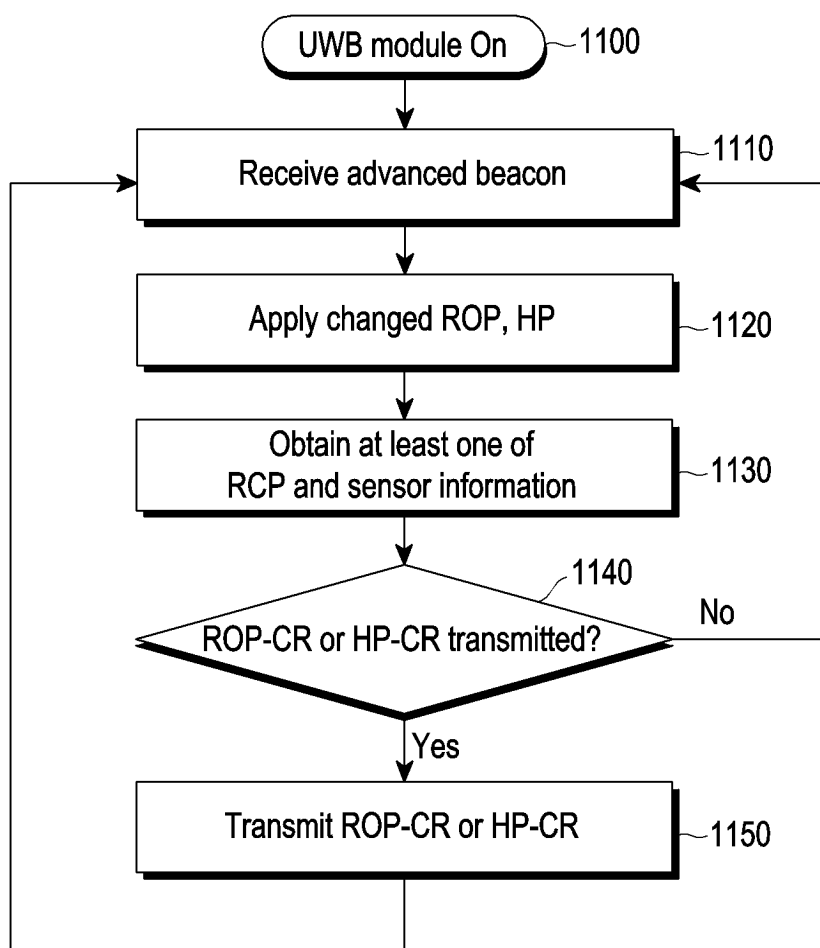 UWB module On
1100
Receive advanced beacon
1110
Apply changed ROP, HP
1120
Obtain at least one of
RCP and sensor information
1130
1140
ROP-CR or HP-CR transmitted?
No
Yes
Transmit ROP-CR or HP-CR
1150